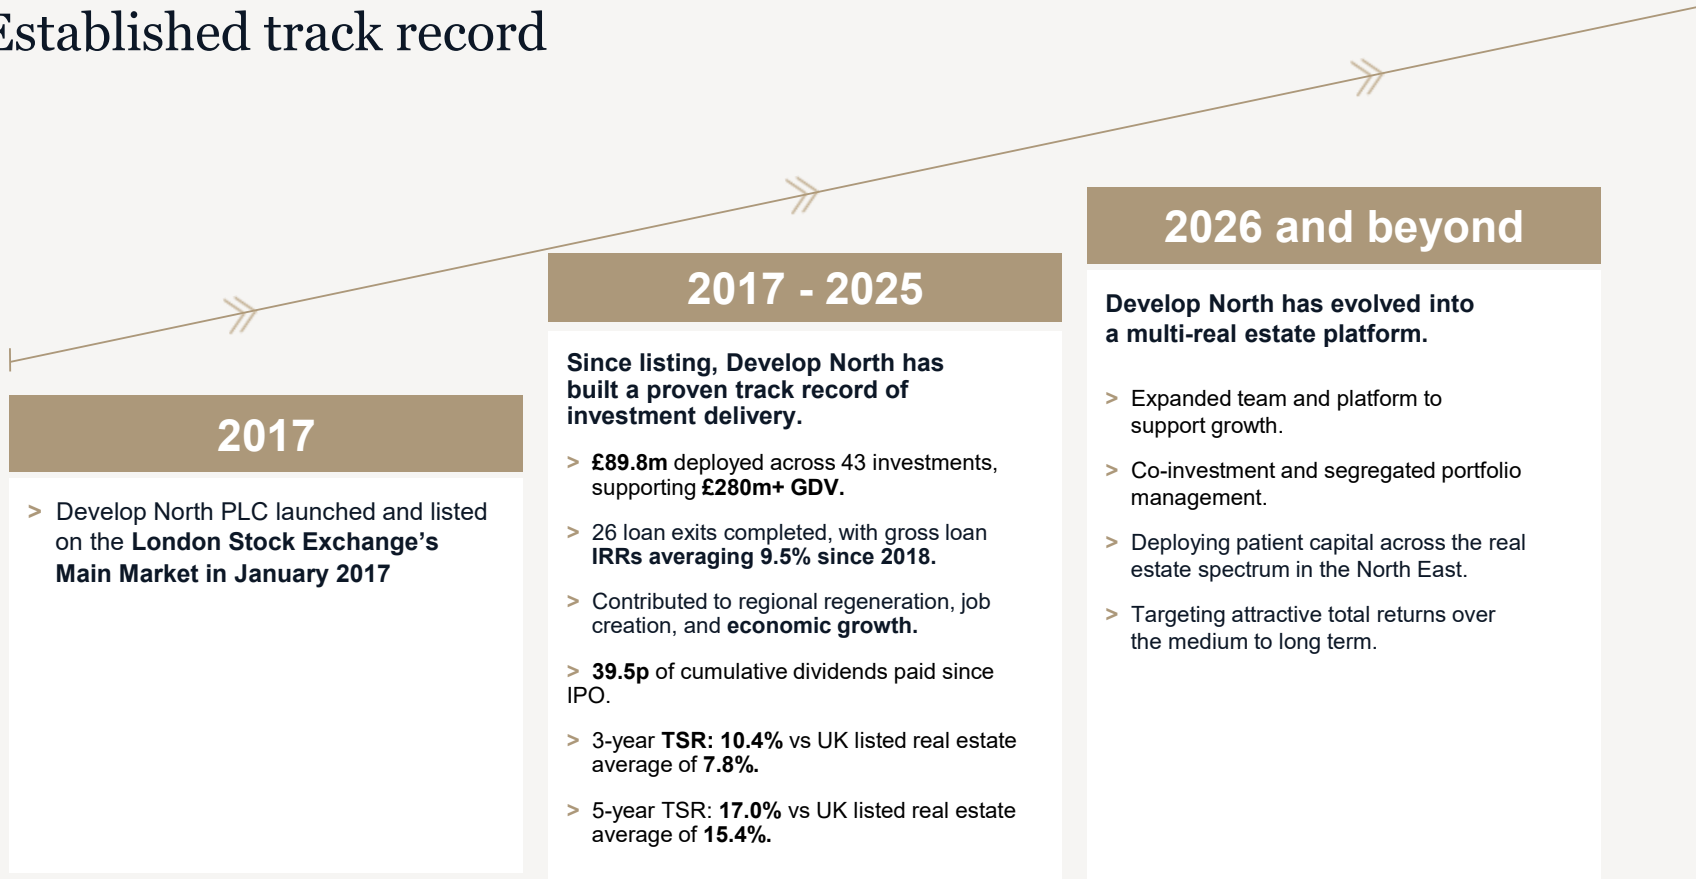 Established track record
2017
> Develop North PLC launched and listed
on the London Stock Exchange’s
Main Market in January 2017
2017 - 2025
Since listing, Develop North has
built a proven track record of
investment delivery.
> £89.8m deployed across 43 investments,
supporting £280m+ GDV.
> 26 loan exits completed, with gross loan
IRRs averaging 9.5% since 2018.
> Contributed to regional regeneration, job
creation, and economic growth.
> 39.5p of cumulative dividends paid since
IPO.
> 3-year TSR: 10.4% vs UK listed real estate
average of 7.8%.
> 5-year TSR: 17.0% vs UK listed real estate
average of 15.4%.
2026 and beyond
Develop North has evolved into
a multi-real estate platform.
> Expanded team and platform to
support growth.
> Co-investment and segregated portfolio
management.
> Deploying patient capital across the real
estate spectrum in the North East.
> Targeting attractive total returns over
the medium to long term.